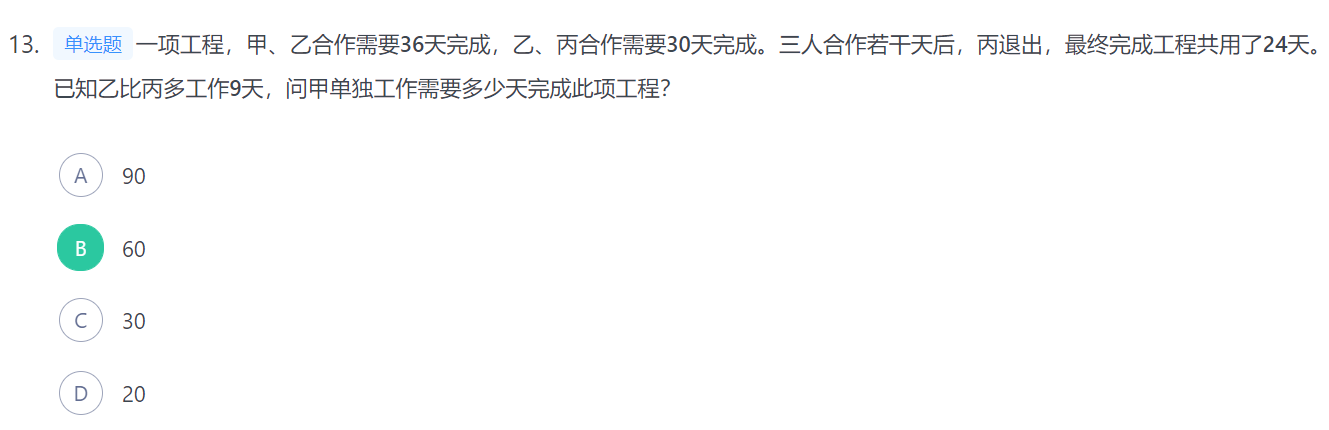 13. 单选题 一项工程，甲、乙合作需要36天完成，乙、丙合作需要30天完成。三人合作若干天后，丙退出，最终完成工程共用了24天。
已知乙比丙多工作9天，问甲单独工作需要多少天完成此项工程？
A 90
B 60
C 30
D 20